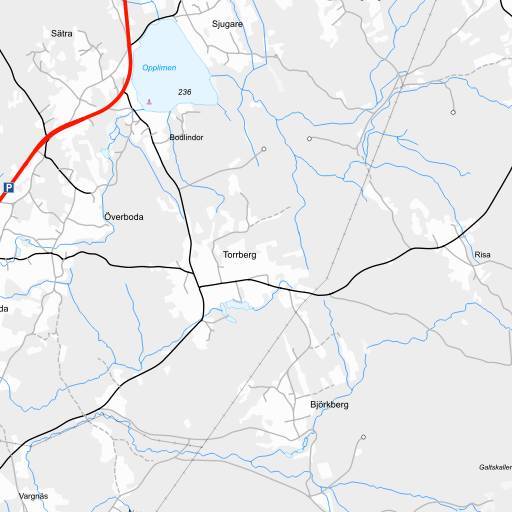 Sjugare
Sätra
Opplimen
236
Bodlindor
P
Överboda
Torrberg
Risa
da
Björkberg
Galtskallen
Vargnäs